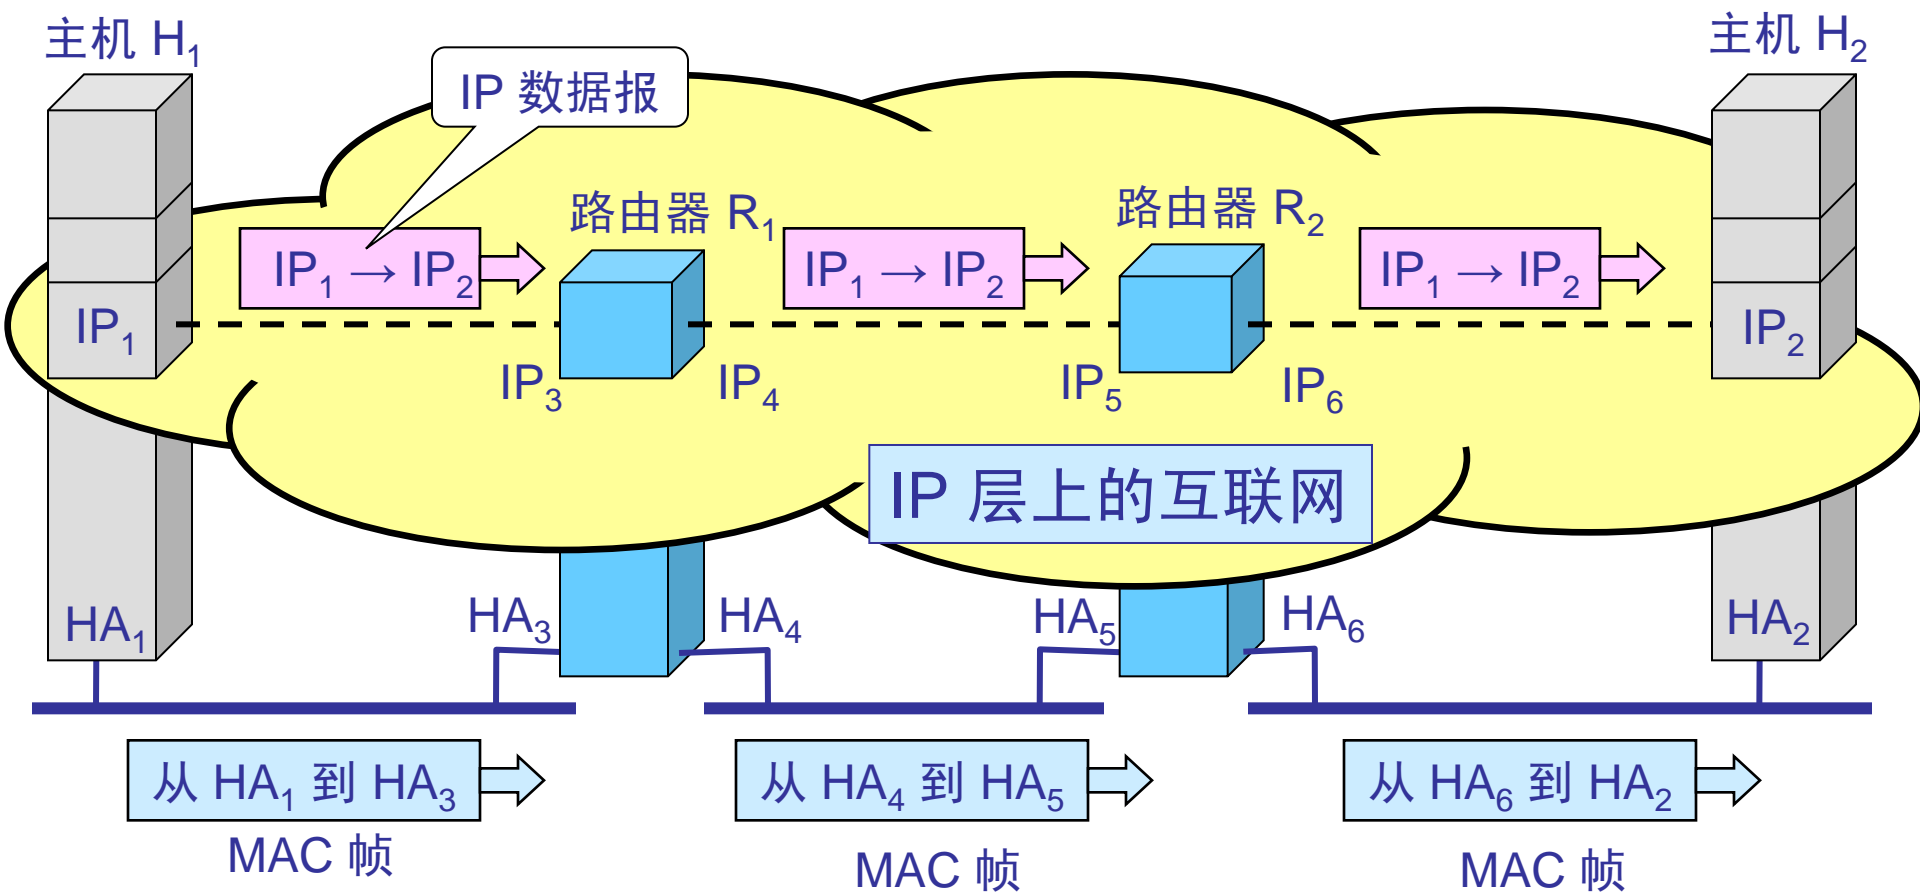 主机 H₁
主机 H₂
IP 数据报
路由器 R₁
路由器 R₂
IP₁ → IP₂
IP₁ → IP₂
IP₁ → IP₂
IP₁
IP₂
IP₃
IP₄
IP₅
IP₆
IP 层上的互联网
HA₁
HA₃
HA₄
HA₅
HA₆
HA₂
从 HA₁ 到 HA₃
从 HA₄ 到 HA₅
从 HA₆ 到 HA₂
MAC 帧
MAC 帧
MAC 帧